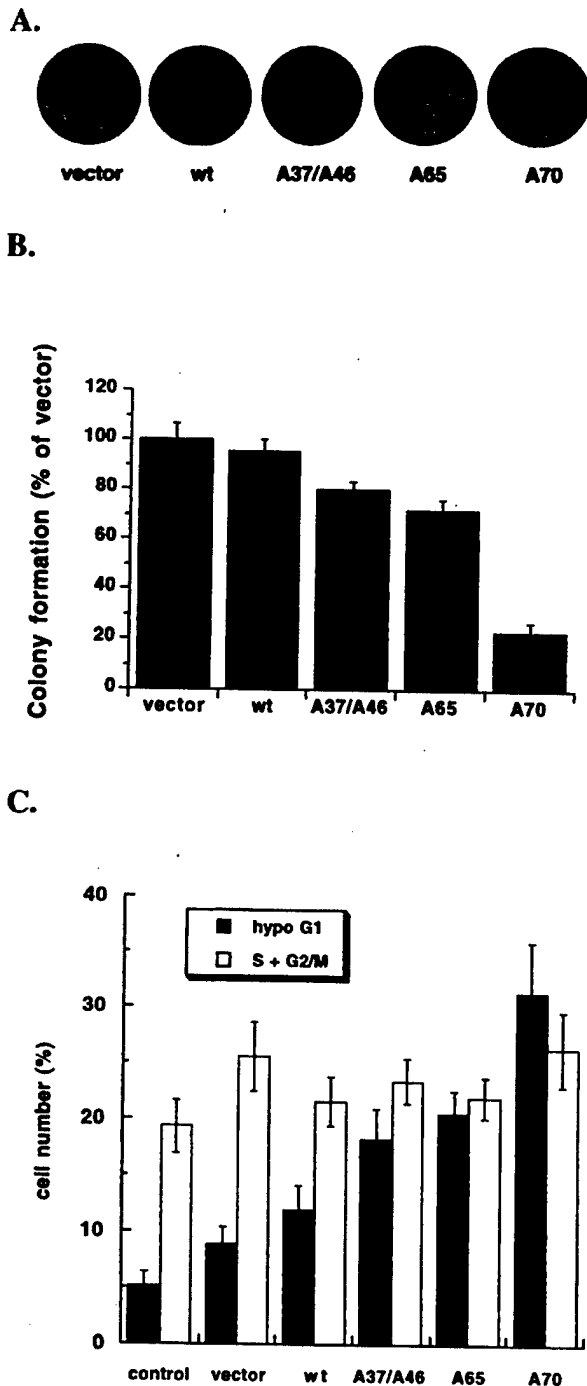 A.
vector wt A37/A46 A65 A70
B.
Colony formation (% of vector)
120
100
80
60
40
20
0
vector wt A37/A46 A65 A70
C.
cell number (%)
40
30
20
10
0
hypo G1
S + G2/M
control vector wt A37/A46 A65 A70